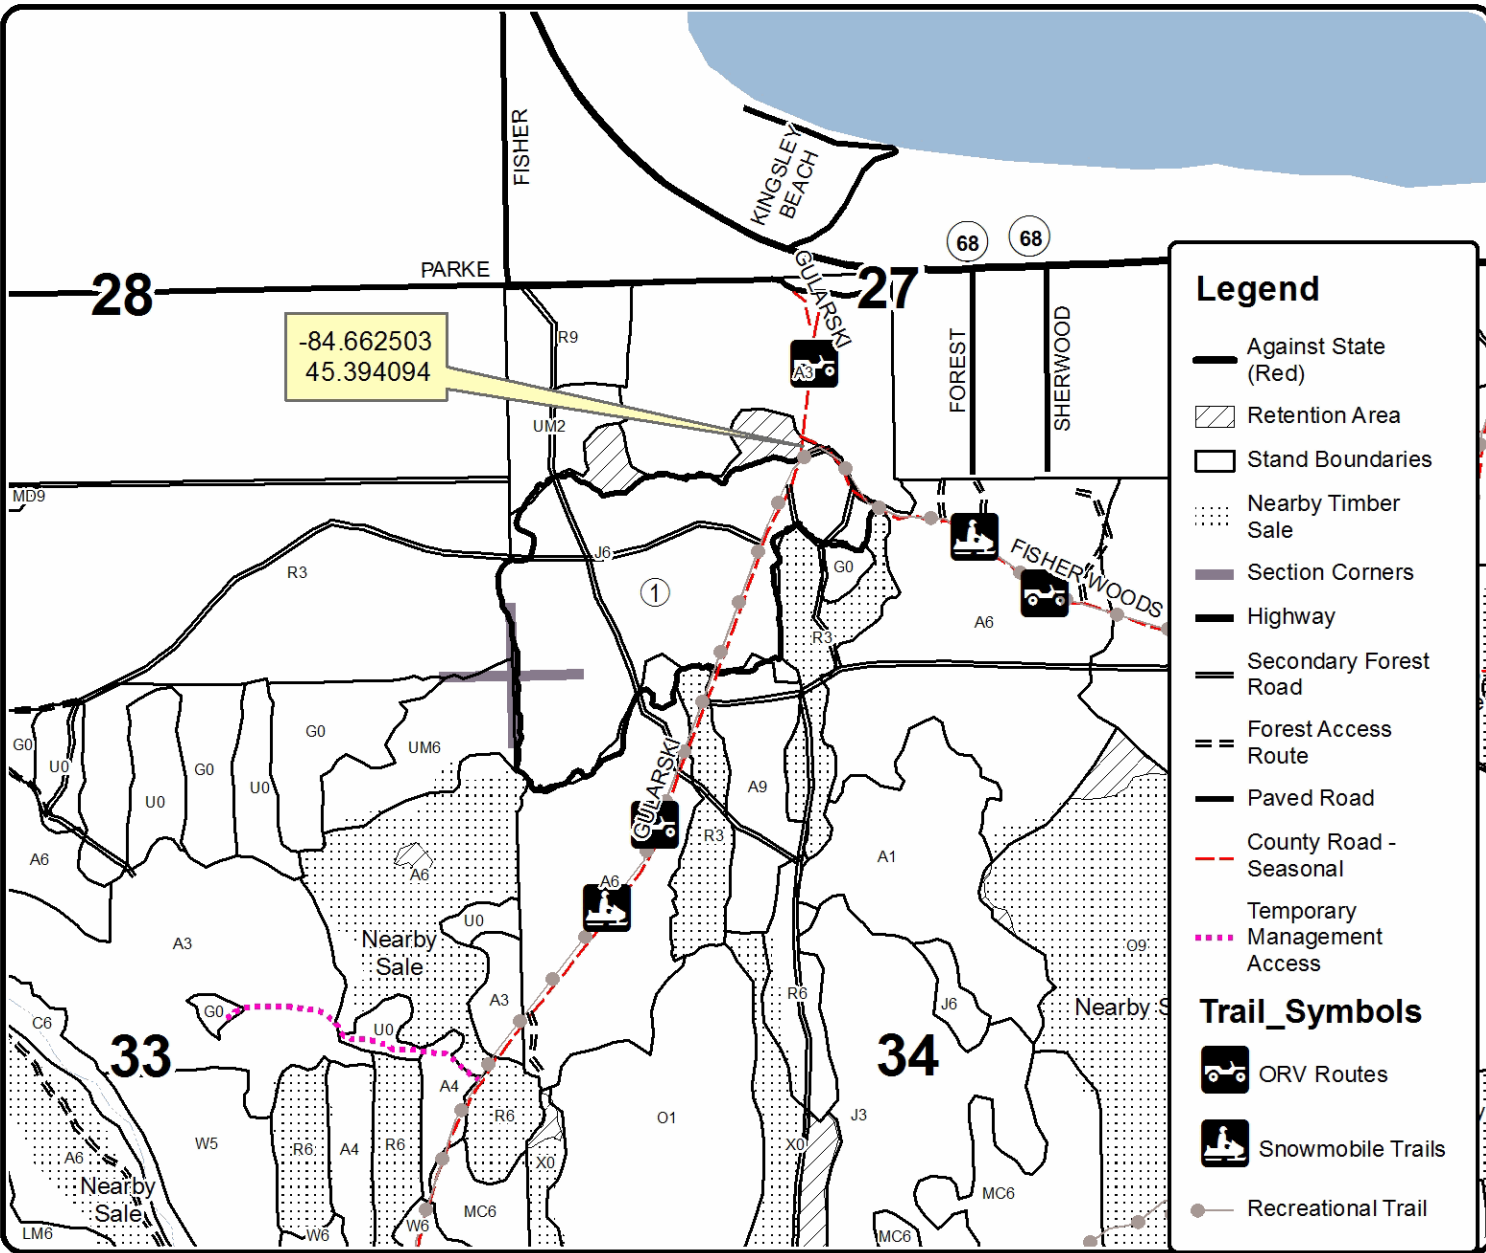 FISHER
KINGSLEY
BEACH
68
68
PARKE
28
GULARSKI
27
-84.662503
45.394094
R9
A3
FOREST
SHERWOOD
UM2
MD9
J6
R3
1
G0
FISHER WOODS
R3
A6
G0
U0
G0
U0
U0
G0
UM6
GULARSKI
A9
R3
A6
A6
A6
A1
U0
A3
Nearby
Sale
O9
A3
G0
U0
R6
J6
Nearby S
C6
33
34
A4
R6
O1
J3
W5
R6
A4
R6
X0
X0
A6
Nearby
Sale
MC6
MC6
W6
W6
LM6
MC6
Legend
Against State
(Red)
Retention Area
Stand Boundaries
Nearby Timber
Sale
Section Corners
Highway
Secondary Forest
Road
Forest Access
Route
Paved Road
County Road -
Seasonal
Temporary
Management
Access
Trail_Symbols
ORV Routes
Snowmobile Trails
Recreational Trail